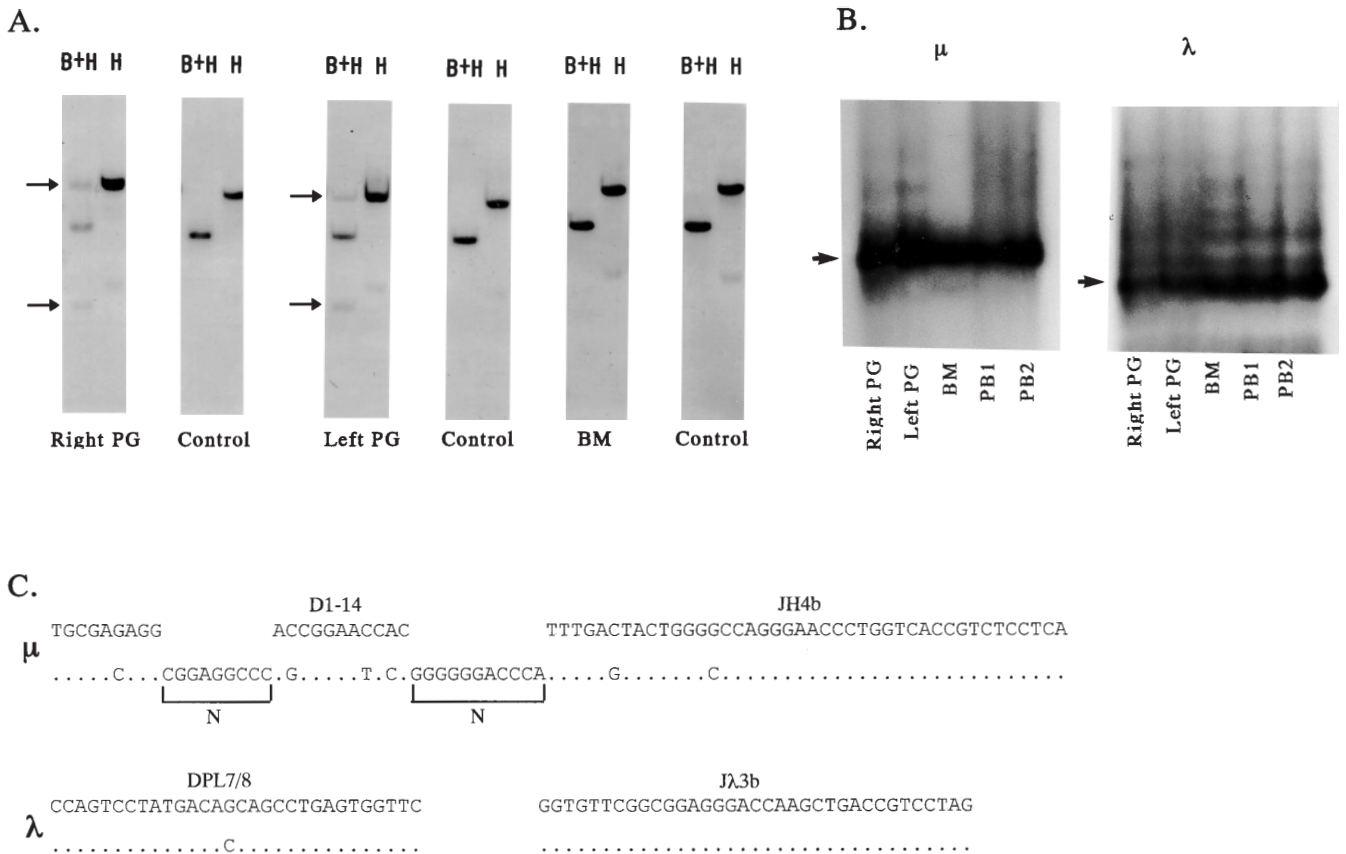 A.
B+H H B+H H B+H H B+H H B+H H B+H H
Right PG Control Left PG Control BM Control
B.
μ λ
Right PG Left PG BM PB1 PB2
Right PG Left PG BM PB1 PB2
C.
D1-14 JH4b
TGCGAGAGG ACCGGAACCAC TTTGACTACTGGGGCCAGGGAACCCTGGTCACCGTCTCCTCA
μ
.....C...CGGAGGCCC.G.....T.C.GGGGGGACCCA.....G.......C............................
N N
DPL7/8 Jλ3b
CCAGTCCTATGACAGCAGCCTGAGTGGTTC GGTGTTCGGCGGAGGGACCAAGCTGACCGTCCTAG
λ
..............C............... ...................................